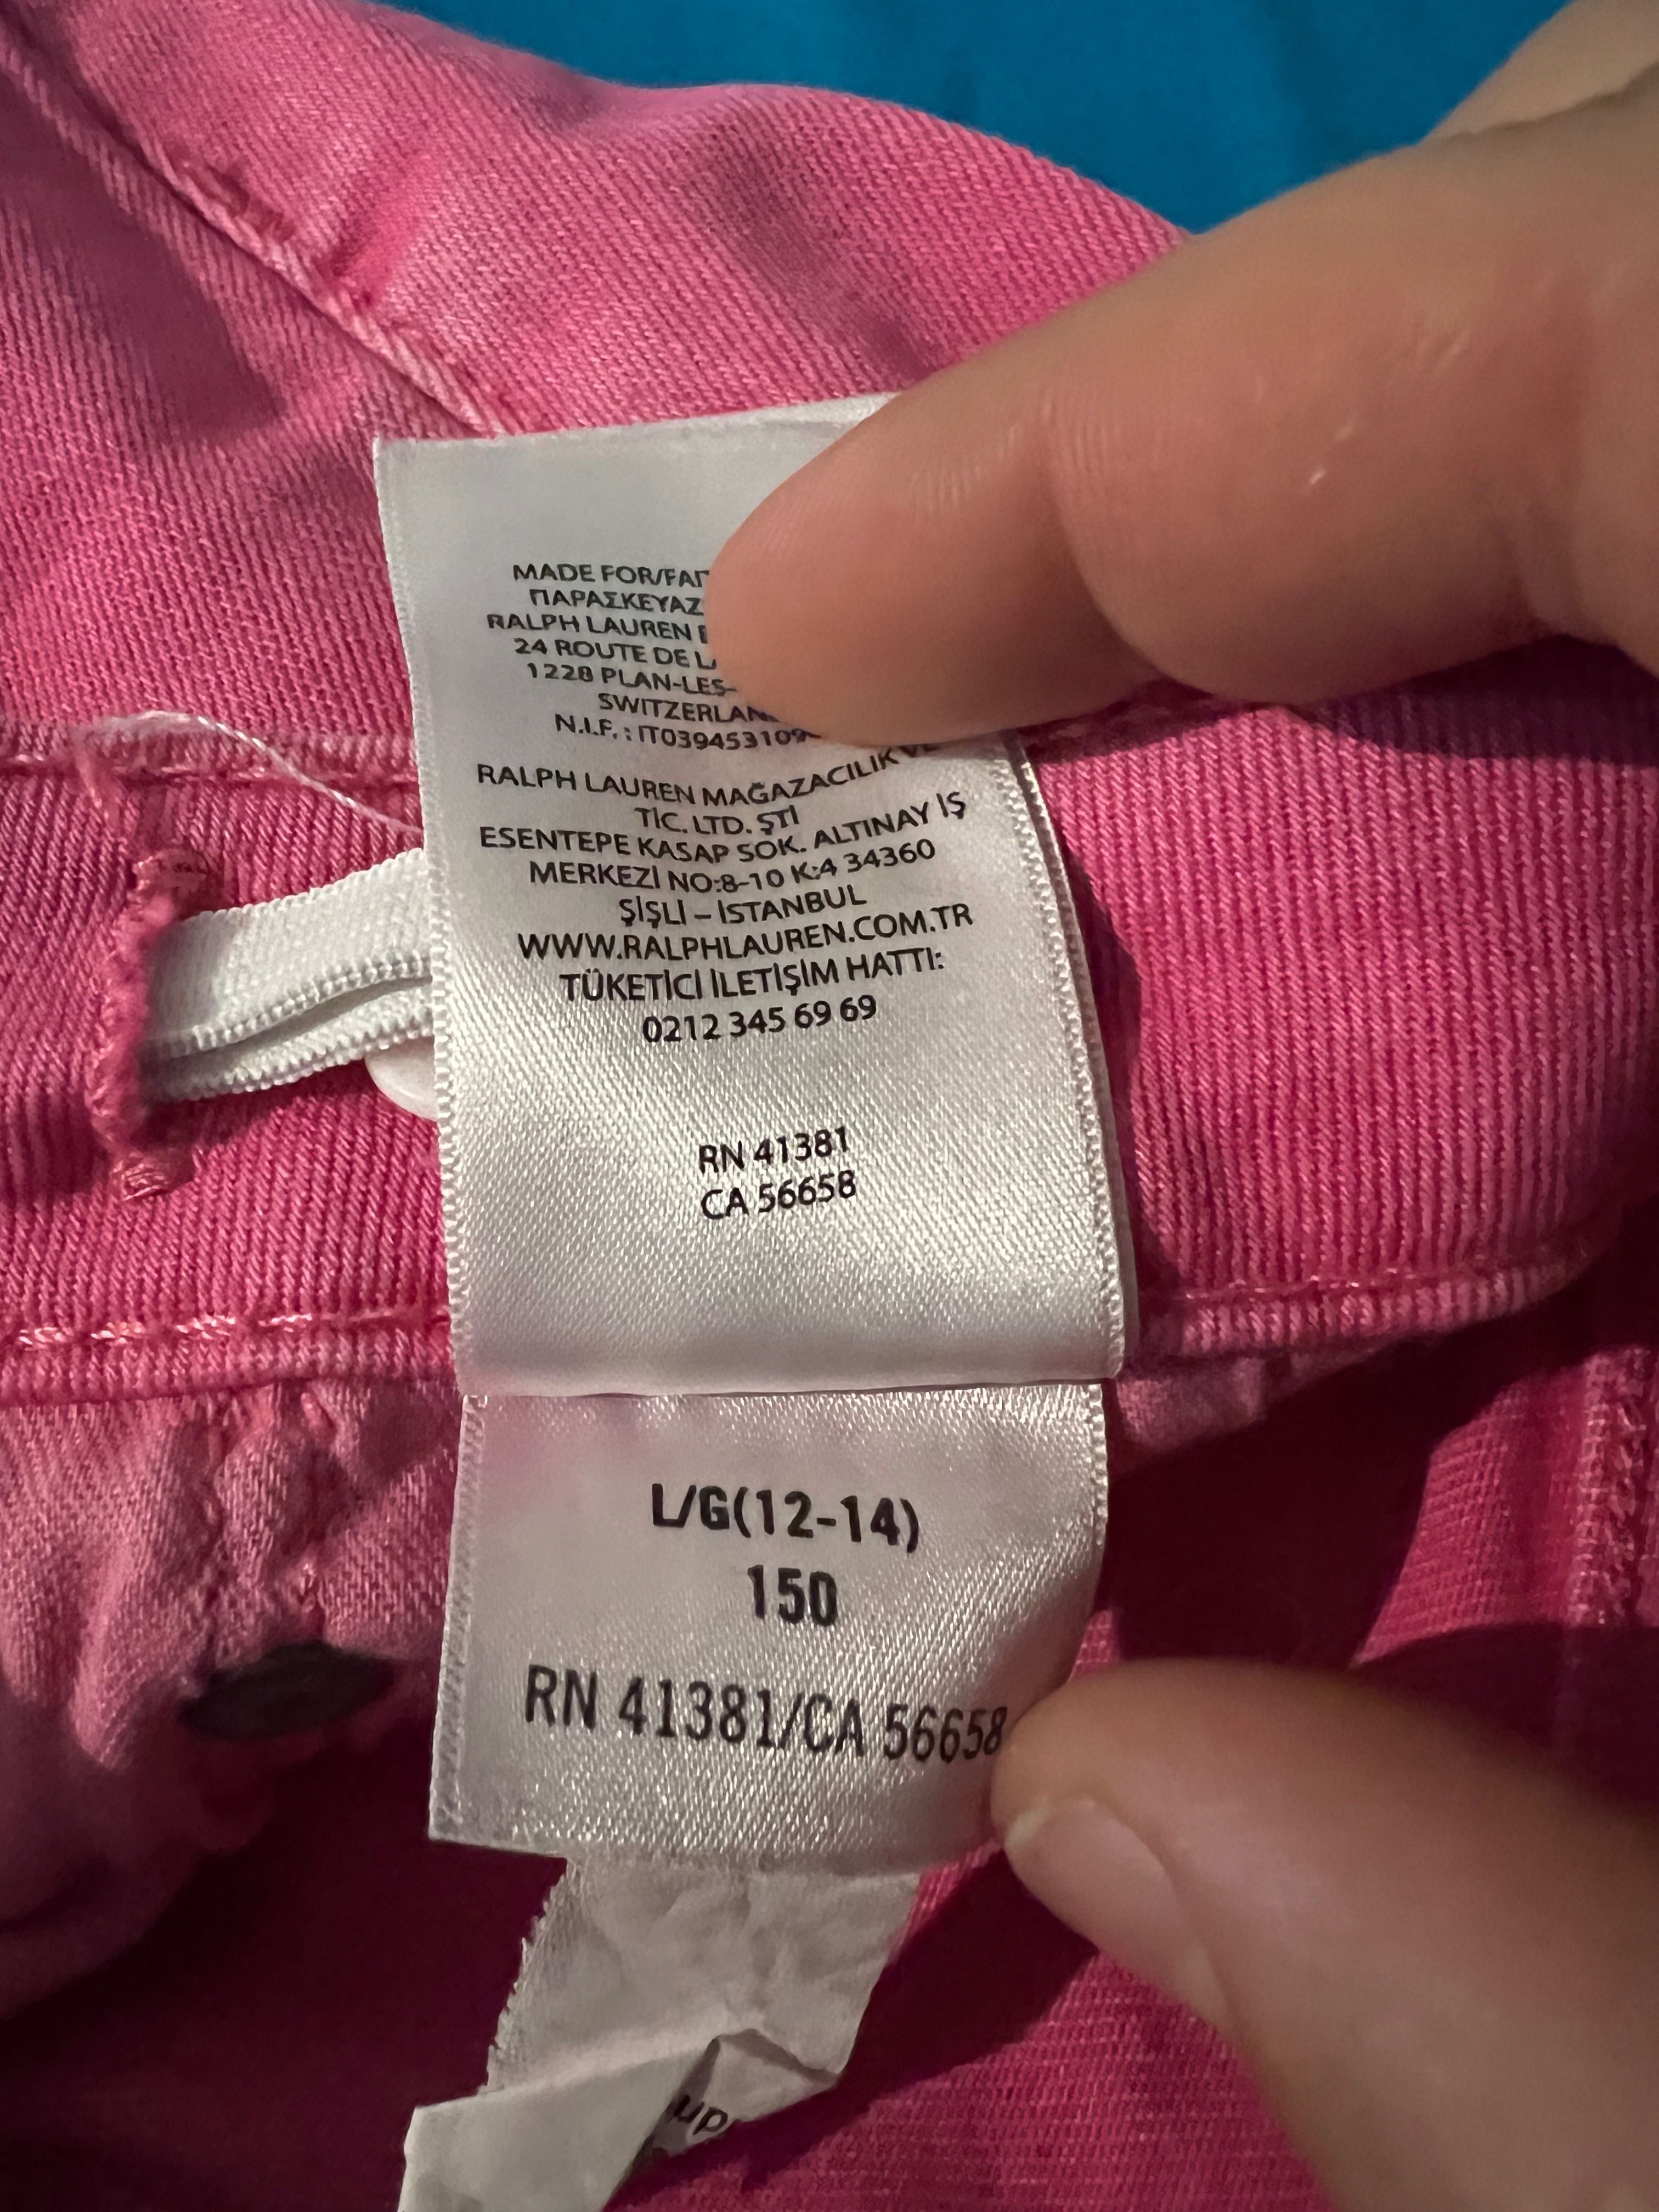 MADE FOR/FAIT
ΠΑΡΑΣΚΕΥΑΖ
RALPH LAUREN
24 ROUTE DE
1228 PLAN-LES-
SWITZERLAN
N.I.F. : IT039453109
RALPH LAUREN MAĞAZACILIK VE
TİC. LTD. ŞTİ
ESENTEPE KASAP SOK. ALTINAY İŞ
MERKEZİ NO:8-10 K:4 34360
ŞİŞLİ – İSTANBUL
WWW.RALPHLAUREN.COM.TR
TÜKETİCİ İLETİŞİM HATTI:
0212 345 69 69
RN 41381
CA 56658
L/G(12-14)
150
RN 41381/CA 56658